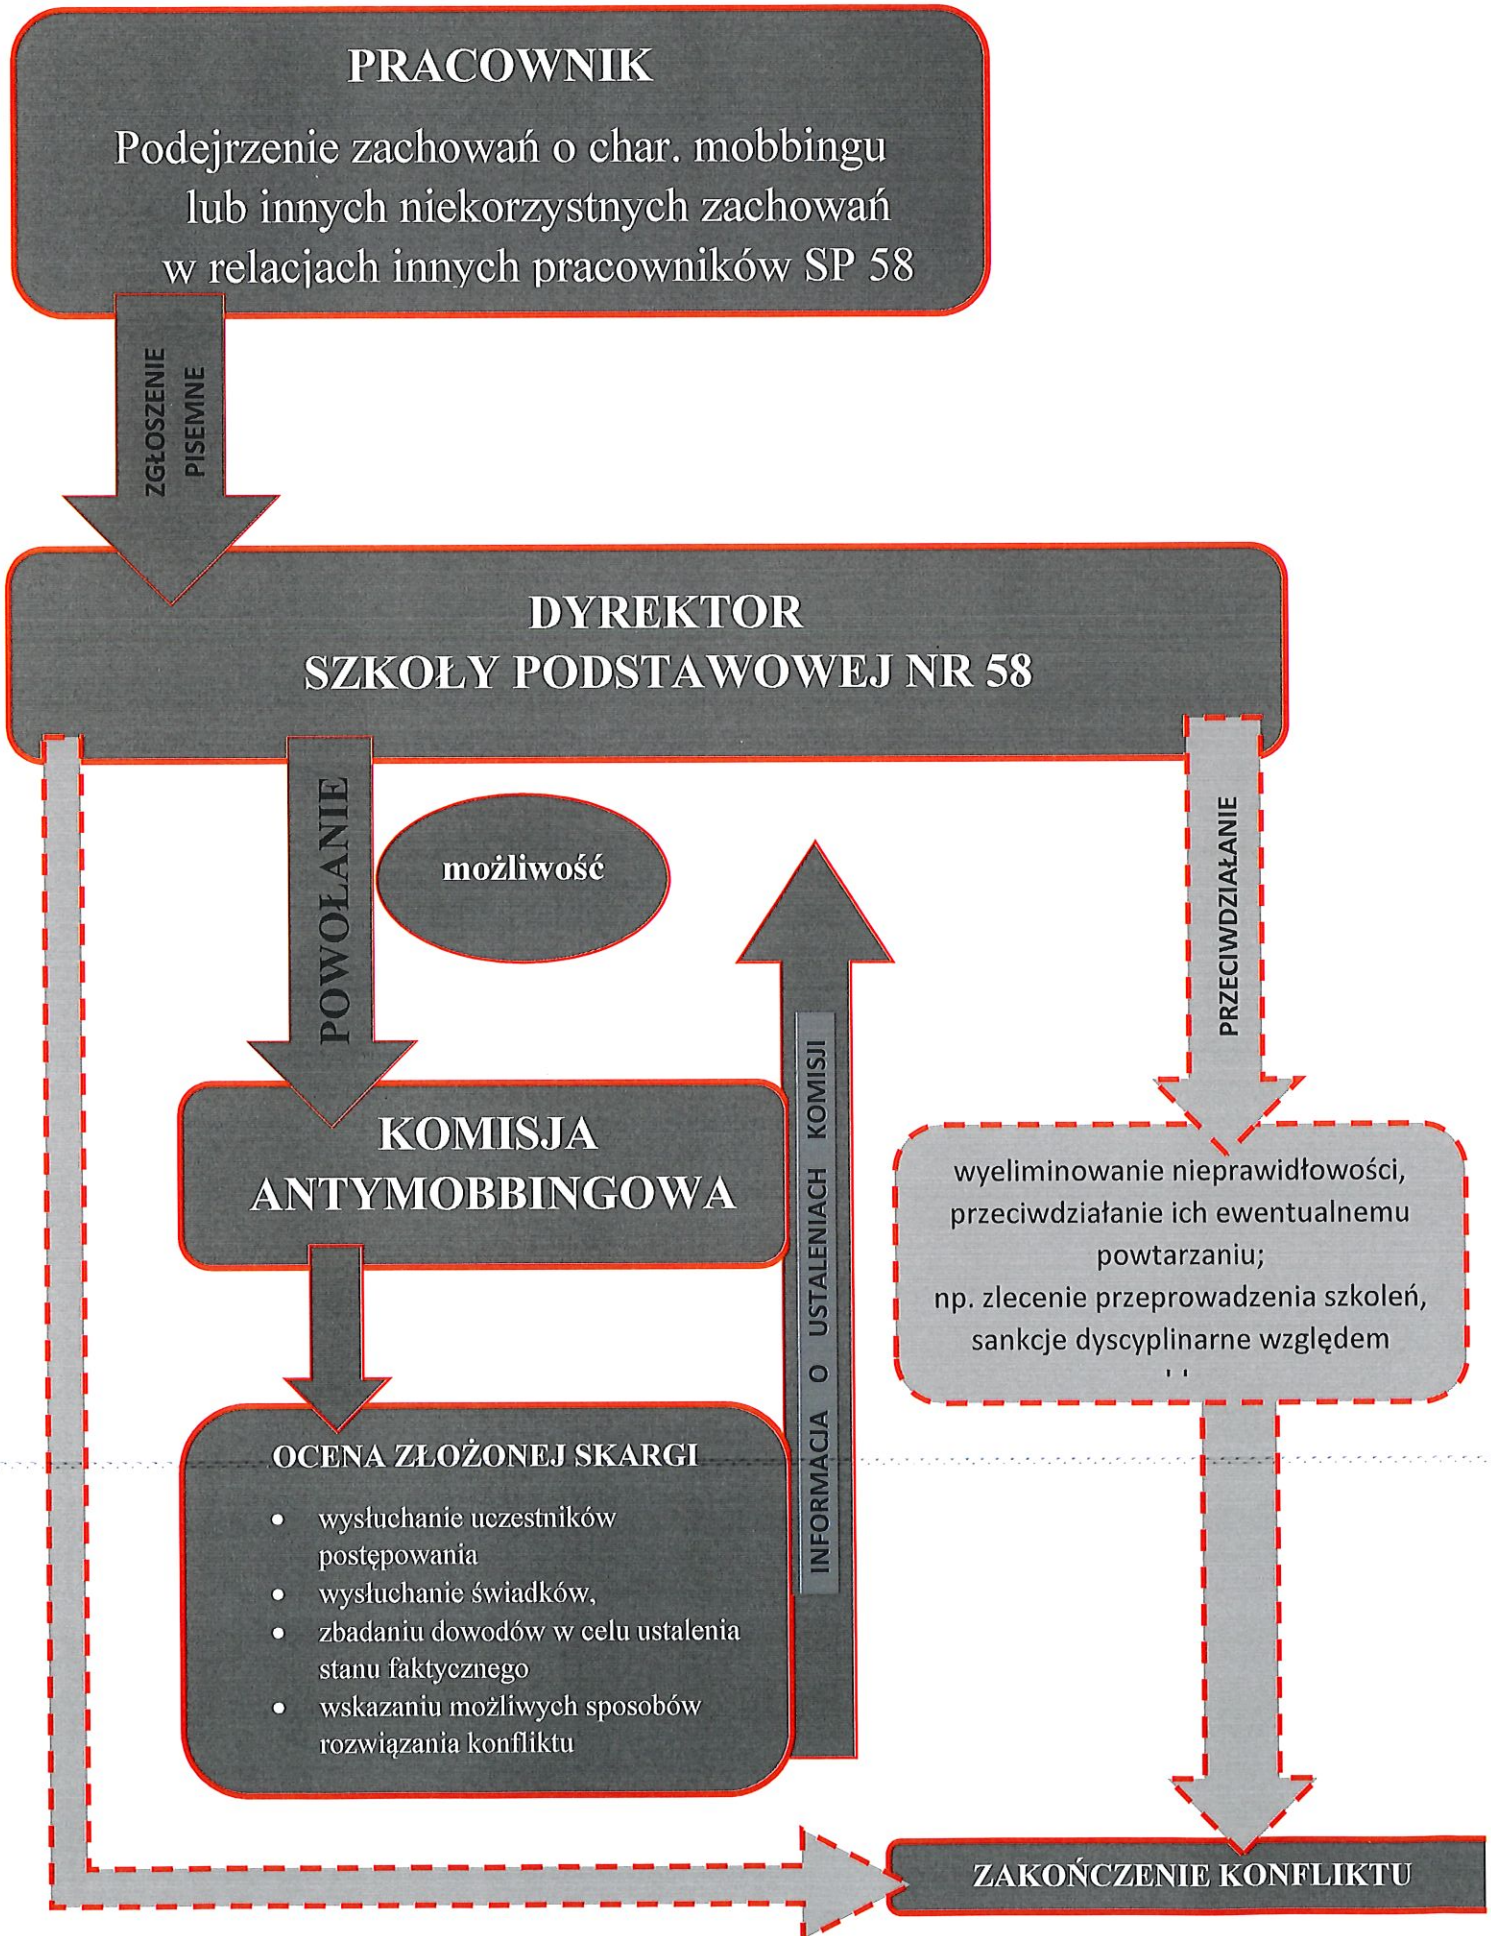 PRACOWNIK
Podejrzenie zachowań o char. mobbingu
lub innych niekorzystnych zachowań
w relacjach innych pracowników SP 58
ZGŁOSZENIE
PISEMNE
DYREKTOR
SZKOŁY PODSTAWOWEJ NR 58
POWOŁANIE
możliwość
PRZECIWDZIAŁANIE
KOMISJA
ANTYMOBBINGOWA
INFORMACJA O USTALENIACH KOMISJI
wyeliminowanie nieprawidłowości,
przeciwdziałanie ich ewentualnemu
powtarzaniu;
np. zlecenie przeprowadzenia szkoleń,
sankcje dyscyplinarne względem
OCENA ZŁOŻONEJ SKARGI
• wysłuchanie uczestników
postępowania
• wysłuchanie świadków,
• zbadaniu dowodów w celu ustalenia
stanu faktycznego
• wskazaniu możliwych sposobów
rozwiązania konfliktu
ZAKOŃCZENIE KONFLIKTU